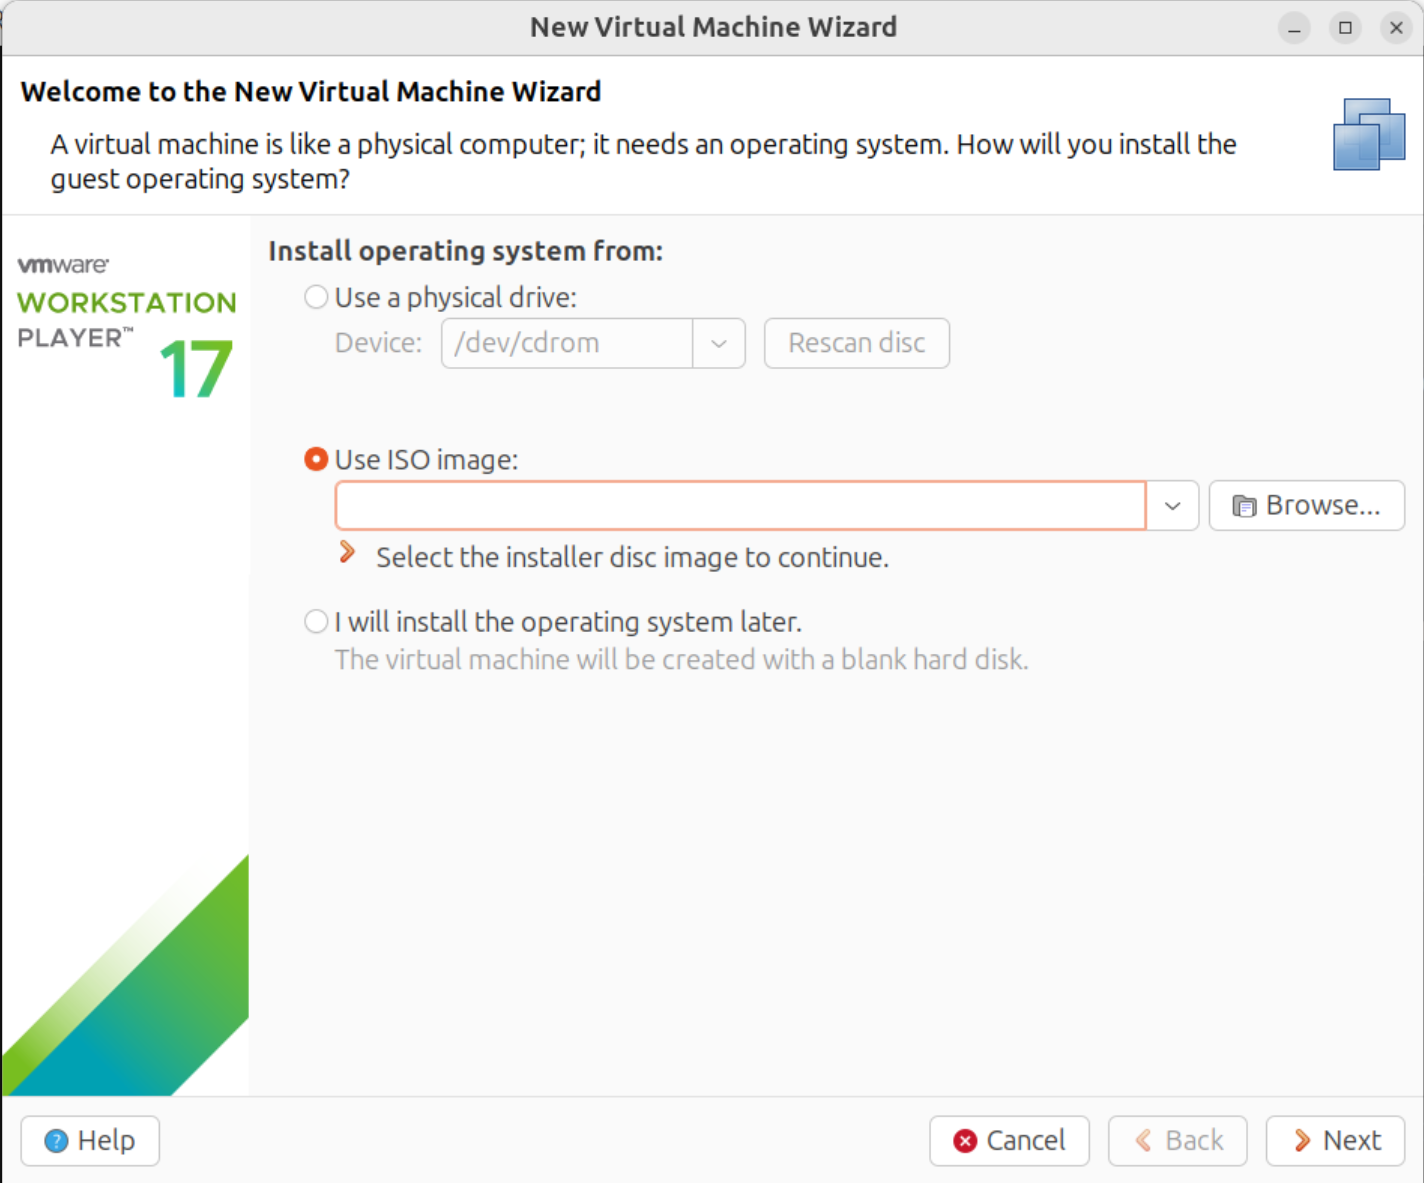 New Virtual Machine Wizard
Welcome to the New Virtual Machine Wizard
A virtual machine is like a physical computer; it needs an operating system. How will you install the
guest operating system?
vmware
WORKSTATION
PLAYER™
17
Install operating system from:
Use a physical drive:
Device: /dev/cdrom Rescan disc
Use ISO image:
Browse...
Select the installer disc image to continue.
I will install the operating system later.
The virtual machine will be created with a blank hard disk.
Help Cancel Back Next